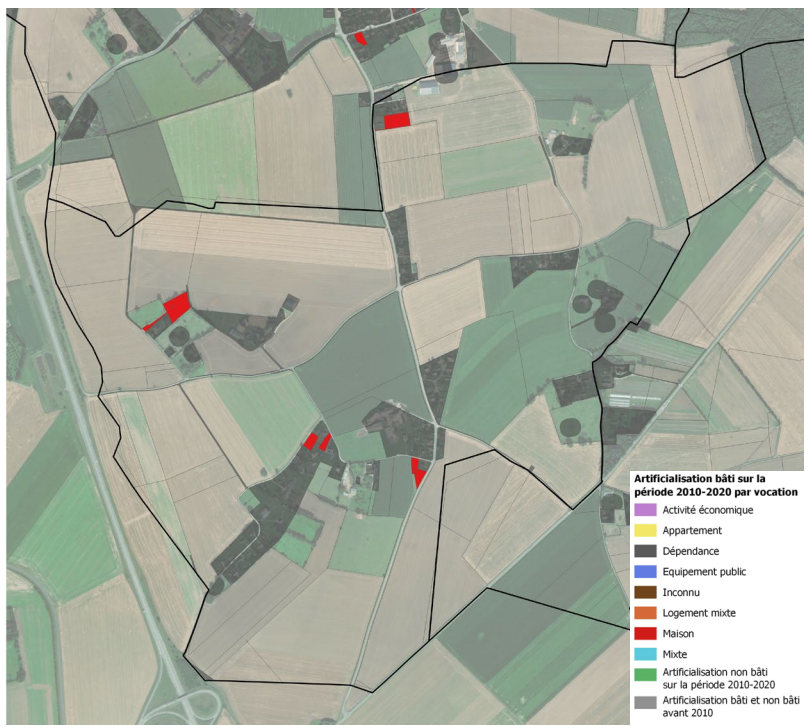 Artificialisation bâti sur la
période 2010-2020 par vocation
Activité économique
Appartement
Dépendance
Equipement public
Inconnu
Logement mixte
Maison
Mixte
Artificialisation non bâti
sur la période 2010-2020
Artificialisation bâti et non bâti
avant 2010